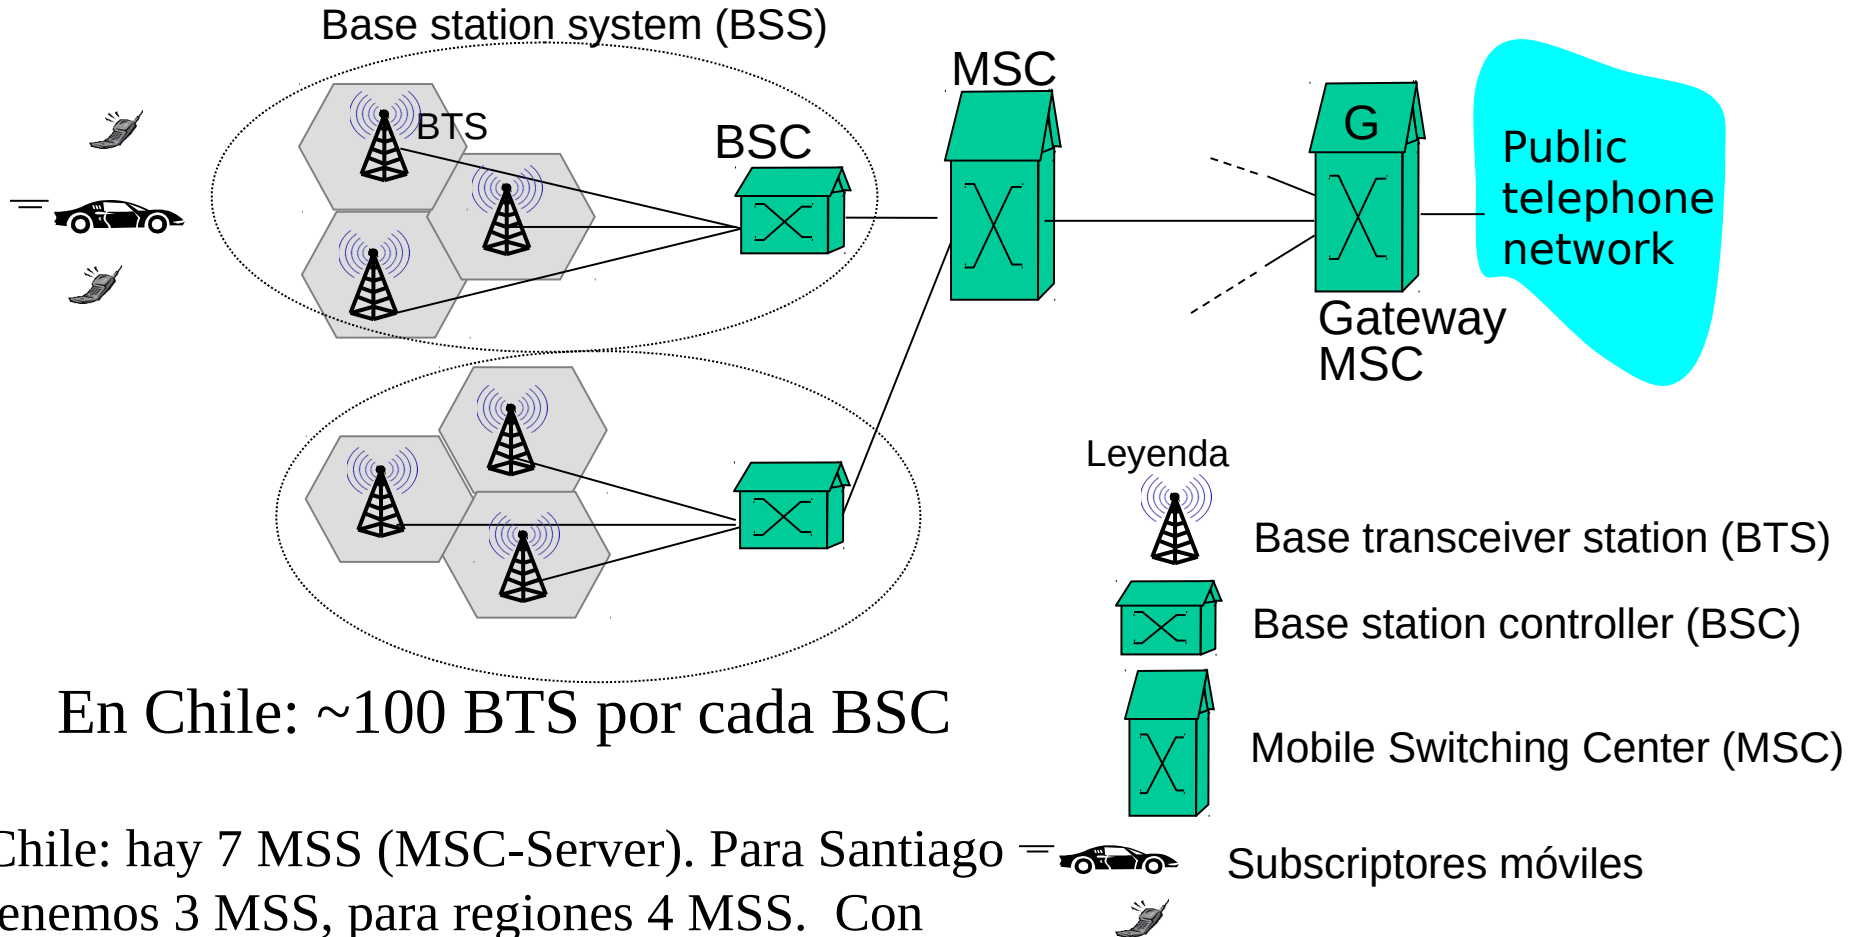 Base station system (BSS)
MSC
BTS
BSC
G
Public
telephone
network
Gateway
MSC
Leyenda
Base transceiver station (BTS)
Base station controller (BSC)
Mobile Switching Center (MSC)
Subscriptores móviles
En Chile: ~100 BTS por cada BSC
Chile: hay 7 MSS (MSC-Server). Para Santiago
enemos 3 MSS, para regiones 4 MSS. Con